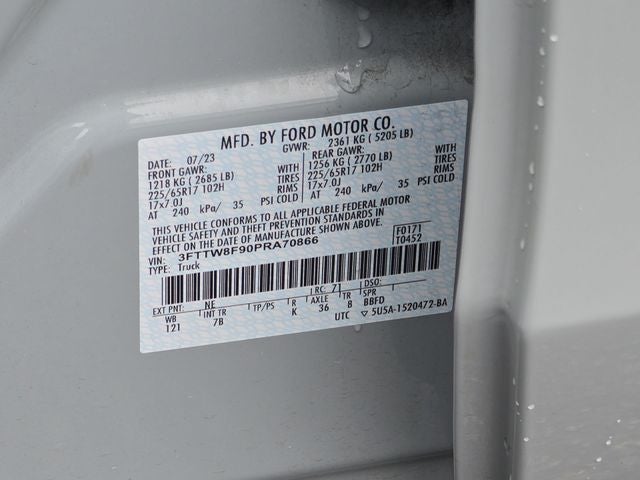 MFD. BY FORD MOTOR CO.
DATE: 07/23 GVWR: 2361 KG (5205 LB)
FRONT GAWR: REAR GAWR:
1218 KG (2685 LB) WITH 1256 KG (2770 LB) WITH
225/65R17 102H TIRES 225/65R17 102H TIRES
17x7.0J RIMS 17x7.0J RIMS
AT 240 kPa/ 35 PSI COLD AT 240 kPa/ 35 PSI COLD
THIS VEHICLE CONFORMS TO ALL APPLICABLE FEDERAL MOTOR
VEHICLE SAFETY AND THEFT PREVENTION STANDARDS IN
EFFECT ON THE DATE OF MANUFACTURE SHOWN ABOVE.
VIN: 3FTTW8F90PRA70866 F0171
TYPE: Truck T0452
EXT PNT: NE RC: 71 DSO:
WB INT TR TP/PS R AXLE TR SPR
121 7B K 36 8 BBFD
UTC 5U5A-1520472-BA